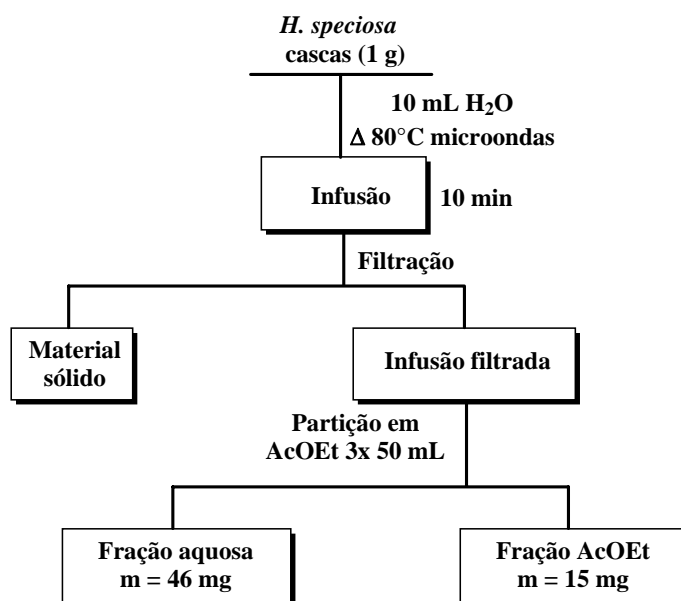 H. speciosa
cascas (1 g)
10 mL H₂O
Δ 80°C microondas
Infusão
10 min
Filtração
Material
sólido
Infusão filtrada
Partição em
AcOEt 3x 50 mL
Fração aquosa
m = 46 mg
Fração AcOEt
m = 15 mg